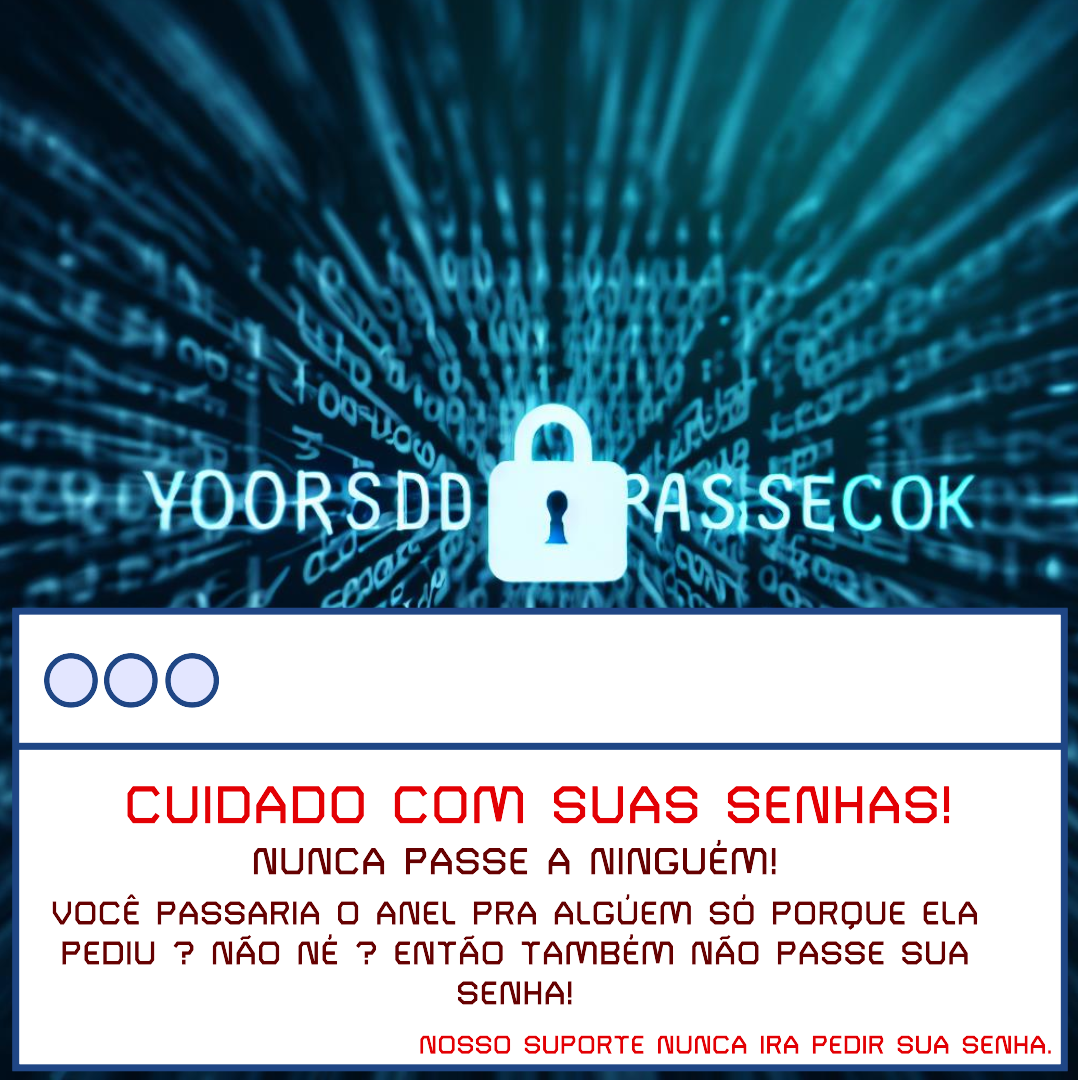 YOORSDD RASSECOK
CUIDADO COM SUAS SENHAS!
NUNCA PASSE A NINGUÉM!
VOCÊ PASSARIA O ANEL PRA ALGÚEM SÓ PORQUE ELA
PEDIU ? NÃO NÉ ? ENTÃO TAMBÉM NÃO PASSE SUA
SENHA!
NOSSO SUPORTE NUNCA IRA PEDIR SUA SENHA.